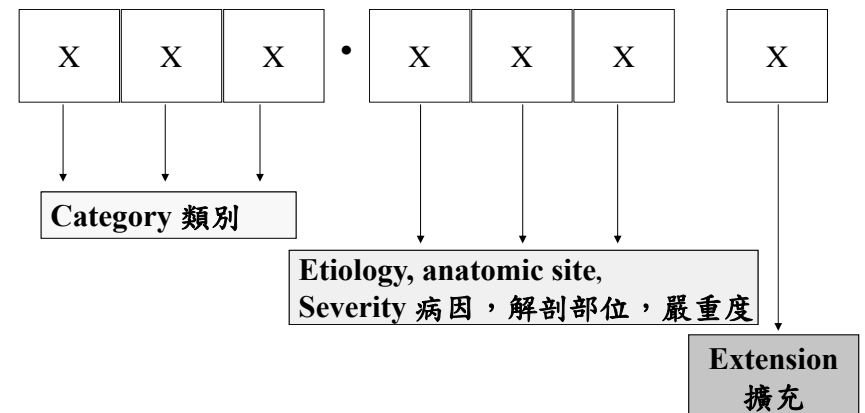 X X X • X X X X
Category 類別
Etiology, anatomic site,
Severity 病因，解剖部位，嚴重度
Extension
擴充